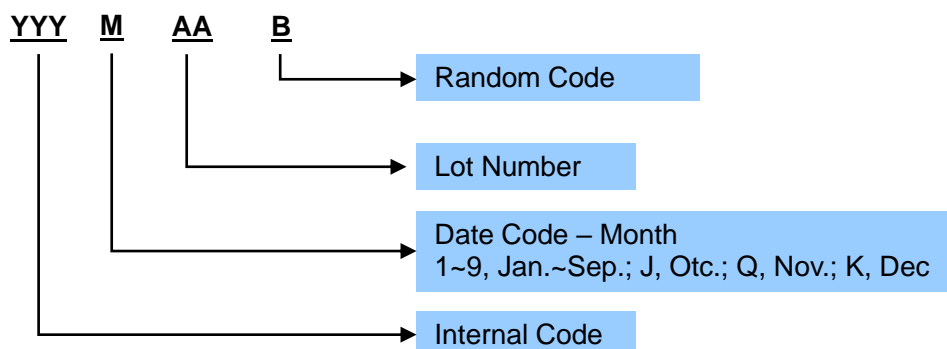 YYY M AA B
Random Code
Lot Number
Date Code – Month
1~9, Jan.~Sep.; J, Otc.; Q, Nov.; K, Dec
Internal Code